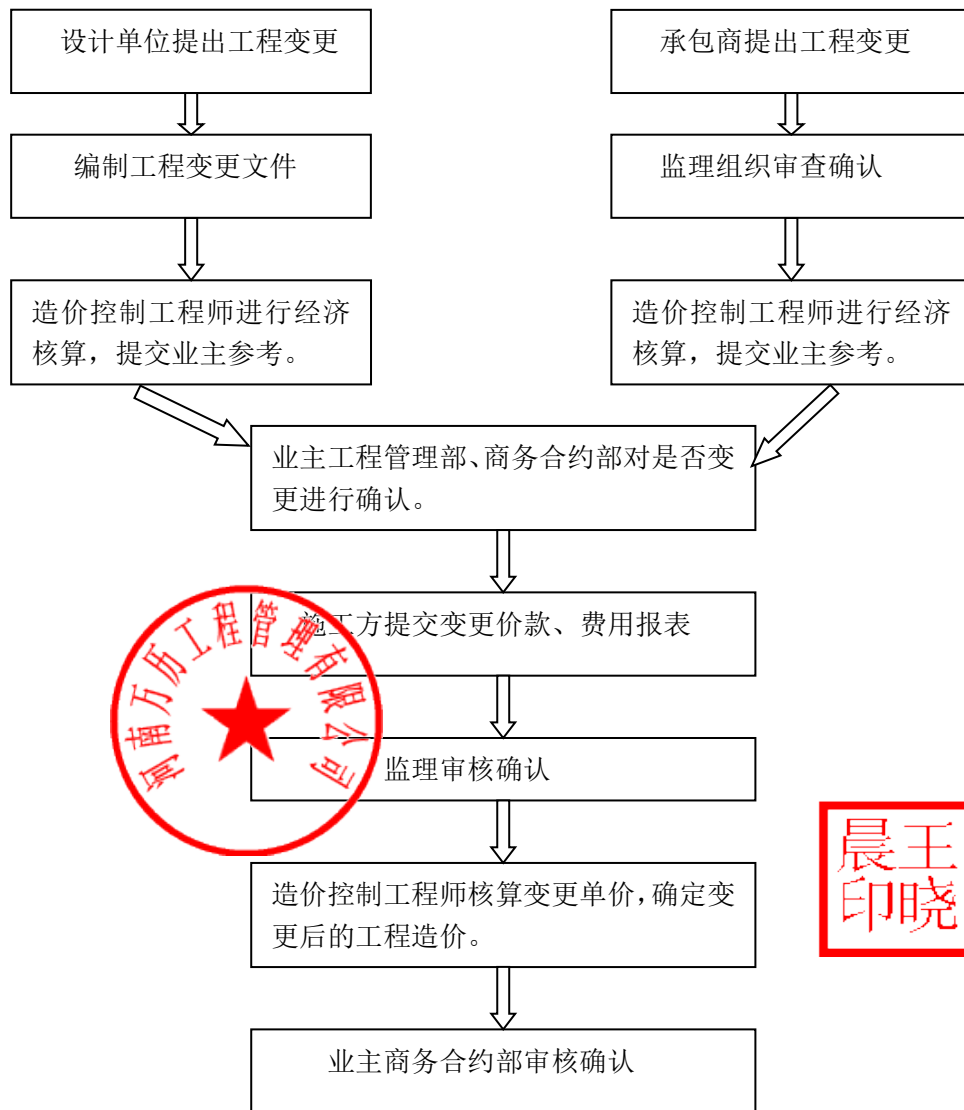 设计单位提出工程变更
承包商提出工程变更
编制工程变更文件
监理组织审查确认
造价控制工程师进行经济
核算，提交业主参考。
造价控制工程师进行经济
核算，提交业主参考。
业主工程管理部、商务合约部对是否变
更进行确认。
施工方提交变更价款、费用报表
河南万历工程管理有限公司
监理审核确认
造价控制工程师核算变更单价，确定变
更后的工程造价。
王晓
晨印
业主商务合约部审核确认